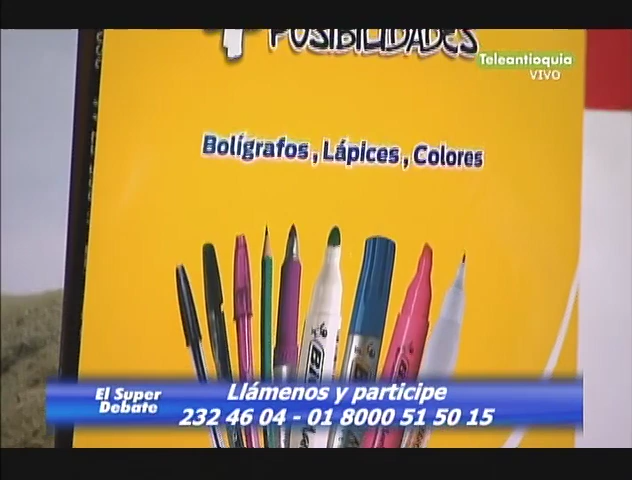 POSIBILIDADES
Teleantioquia
VIVO
Bolígrafos, Lápices, Colores
El Super
Debate
Llámenos y participe
232 46 04 - 01 8000 51 50 15